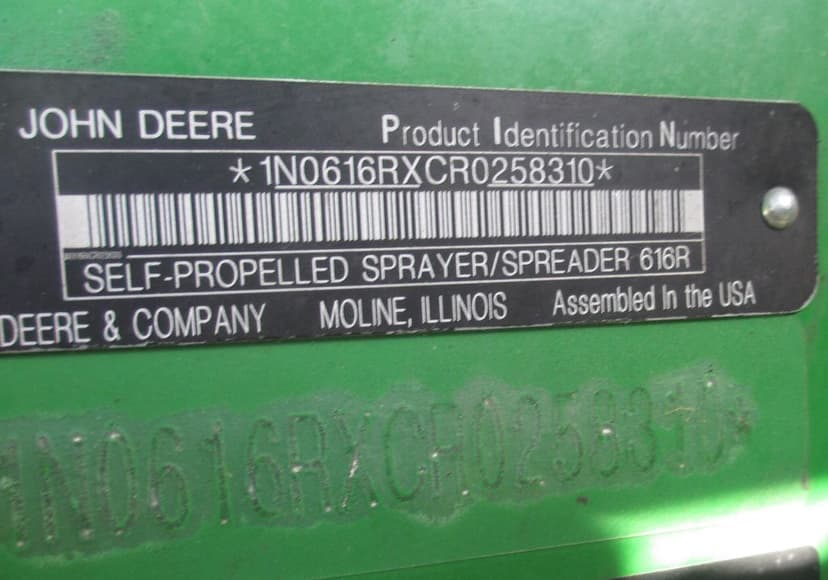 JOHN DEERE Product Identification Number
*1N0616RXCR0258310*
SELF-PROPELLED SPRAYER/SPREADER 616R
DEERE & COMPANY MOLINE, ILLINOIS Assembled In the USA
1N0616RXCR0258310*